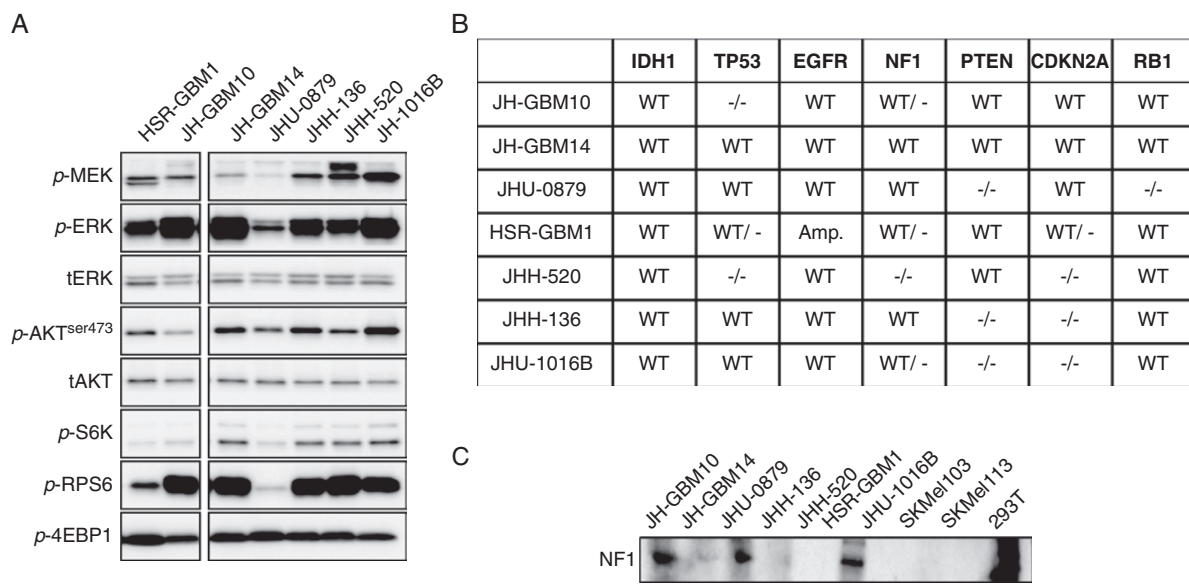 A
HSR-GBM1
JH-GBM10
JH-GBM14
JHU-0879
JHH-136
JHH-520
JH-1016B
p-MEK
p-ERK
tERK
p-AKTser473
tAKT
p-S6K
p-RPS6
p-4EBP1
B
IDH1 TP53 EGFR NF1 PTEN CDKN2A RB1
JH-GBM10 WT -/- WT WT/ - WT WT WT
JH-GBM14 WT WT WT WT WT WT WT
JHU-0879 WT WT WT WT -/- WT -/-
HSR-GBM1 WT WT/ - Amp. WT/ - WT WT/ - WT
JHH-520 WT -/- WT -/- WT -/- WT
JHH-136 WT WT WT WT -/- -/- WT
JHU-1016B WT WT WT WT/ - -/- -/- WT
C
JH-GBM10
JH-GBM14
JHU-0879
JHH-136
JHH-520
HSR-GBM1
JHU-1016B
SKMel103
SKMel113
293T
NF1